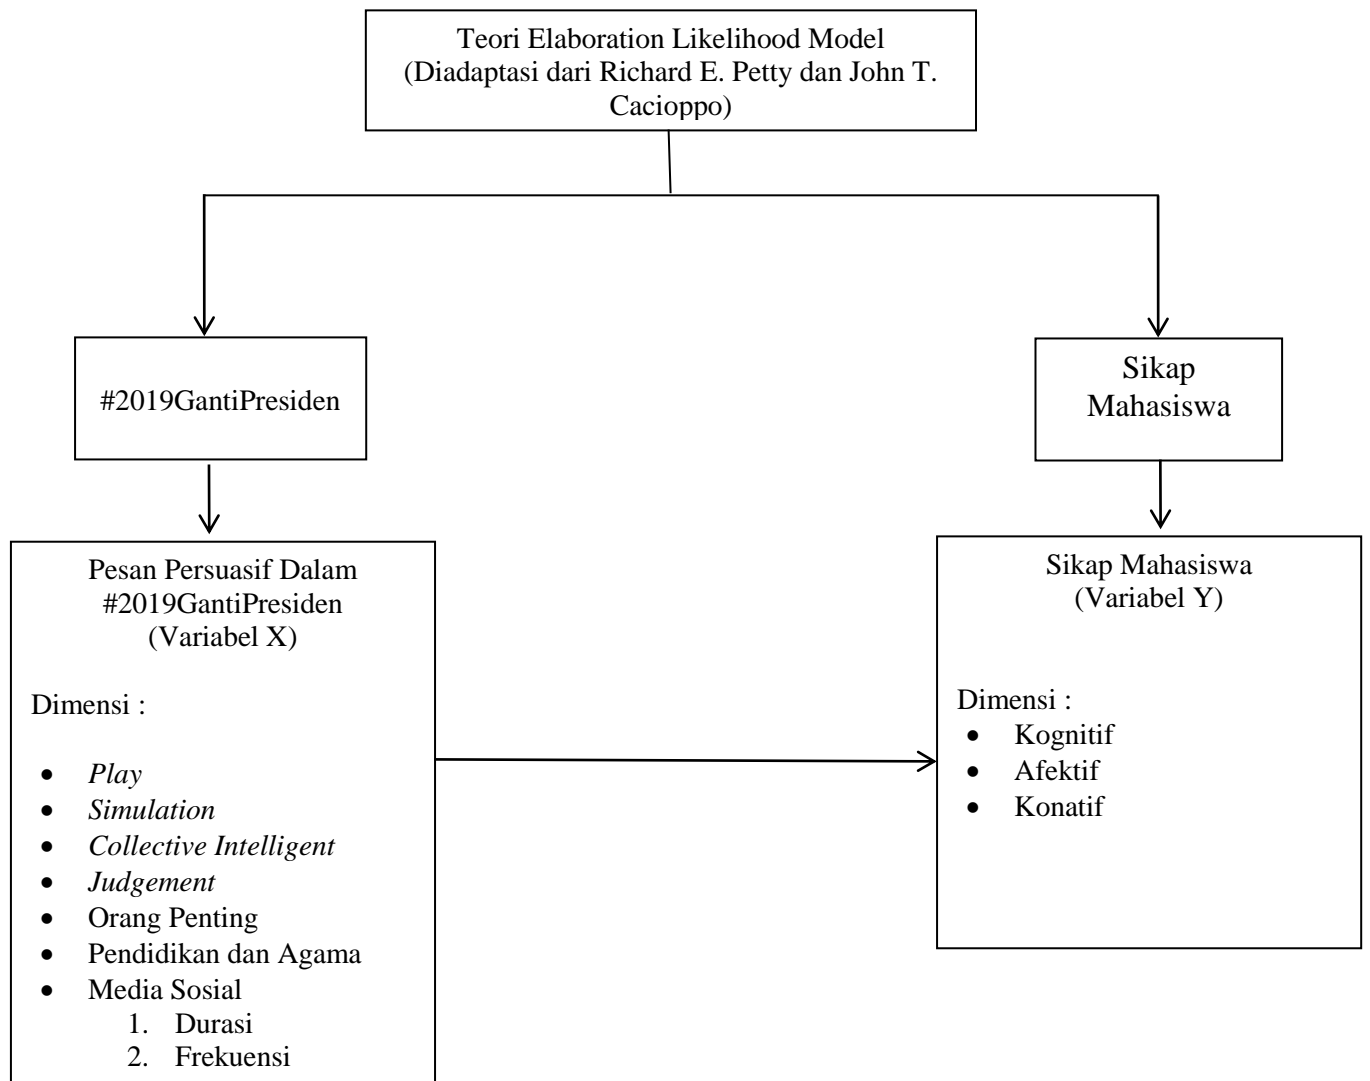 Teori Elaboration Likelihood Model
(Diadaptasi dari Richard E. Petty dan John T.
Cacioppo)
#2019GantiPresiden
Sikap
Mahasiswa
Pesan Persuasif Dalam
#2019GantiPresiden
(Variabel X)
Dimensi :
• Play
• Simulation
• Collective Intelligent
• Judgement
• Orang Penting
• Pendidikan dan Agama
• Media Sosial
1. Durasi
2. Frekuensi
Sikap Mahasiswa
(Variabel Y)
Dimensi :
• Kognitif
• Afektif
• Konatif